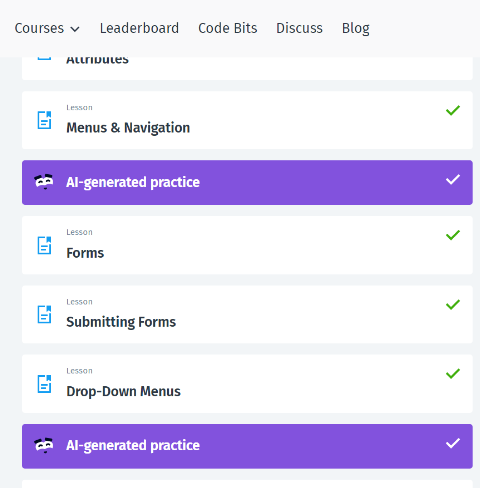 Courses Leaderboard Code Bits Discuss Blog
Attributes
Lesson
Menus & Navigation
AI-generated practice
Lesson
Forms
Lesson
Submitting Forms
Lesson
Drop-Down Menus
AI-generated practice